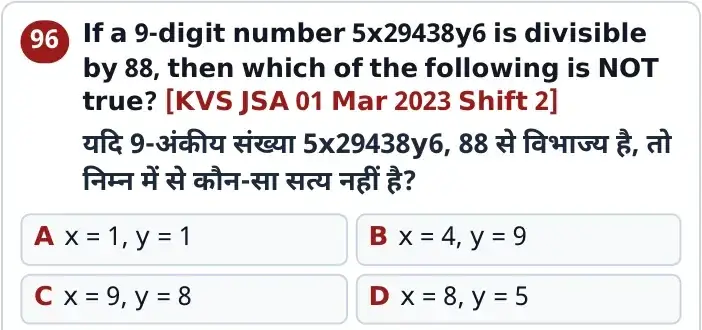 96 If a 9-digit number 5x29438y6 is divisible
by 88, then which of the following is NOT
true? [KVS JSA 01 Mar 2023 Shift 2]
यदि 9-अंकीय संख्या 5x29438y6, 88 से विभाज्य है, तो
निम्न में से कौन-सा सत्य नहीं है?
A x = 1, y = 1
B x = 4, y = 9
C x = 9, y = 8
D x = 8, y = 5